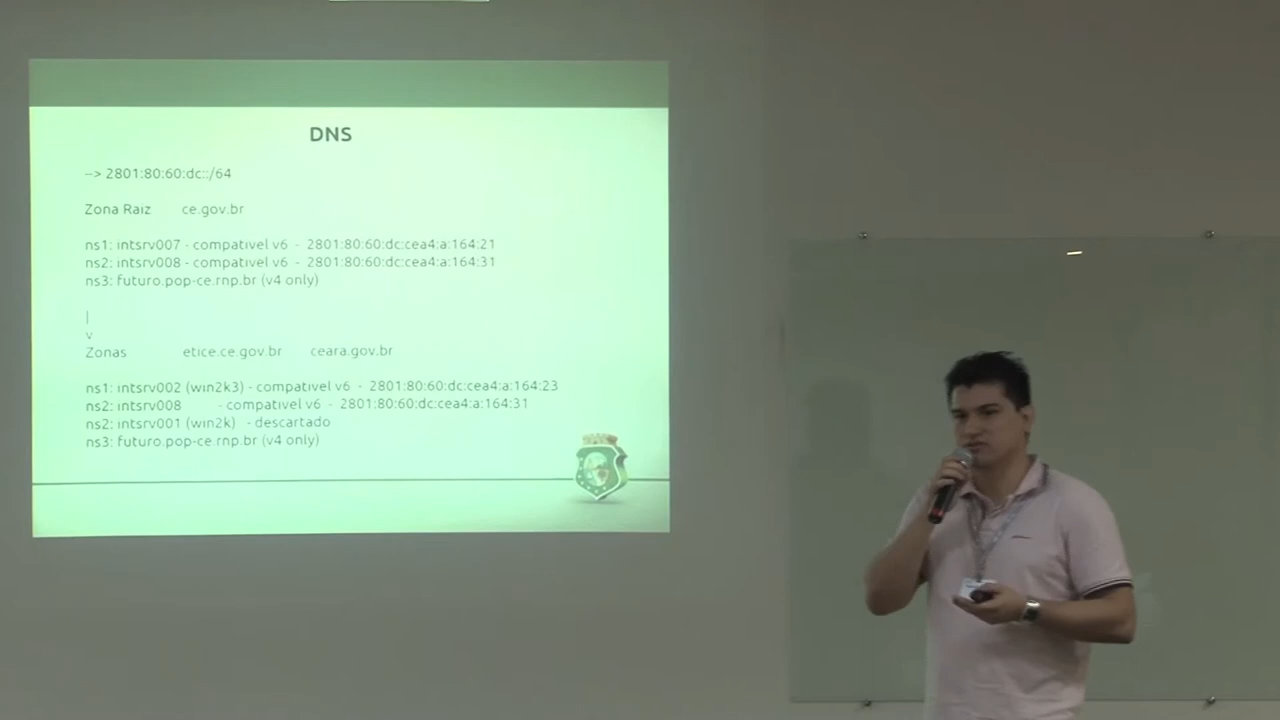 DNS
--> 2801:80:60:dc::/64
Zona Raiz ce.gov.br
ns1: intsrv007 - compatível v6 - 2801:80:60:dc:cea4:a:164:21
ns2: intsrv008 - compatível v6 - 2801:80:60:dc:cea4:a:164:31
ns3: futuro.pop-ce.rnp.br (v4 only)
|
v
Zonas etice.ce.gov.br ceara.gov.br
ns1: intsrv002 (win2k3) - compatível v6 - 2801:80:60:dc:cea4:a:164:23
ns2: intsrv008 - compatível v6 - 2801:80:60:dc:cea4:a:164:31
ns2: intsrv001 (win2k) - descartado
ns3: futuro.pop-ce.rnp.br (v4 only)